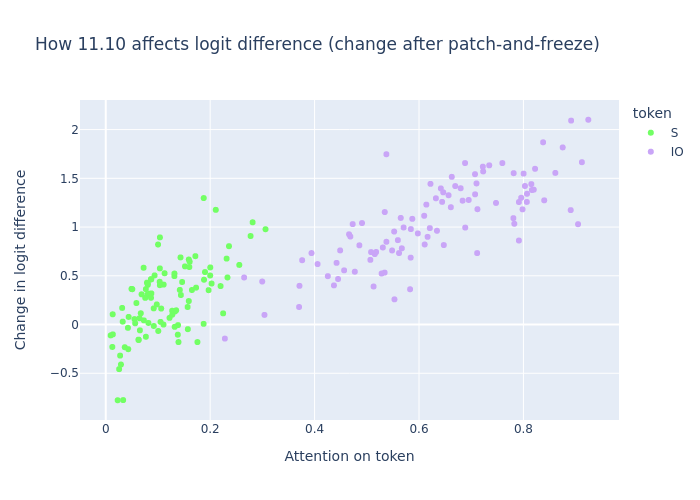 How 11.10 affects logit difference (change after patch-and-freeze)
token
S
IO
2
1.5
1
0.5
0
−0.5
Change in logit difference
0
0.2
0.4
0.6
0.8
Attention on token